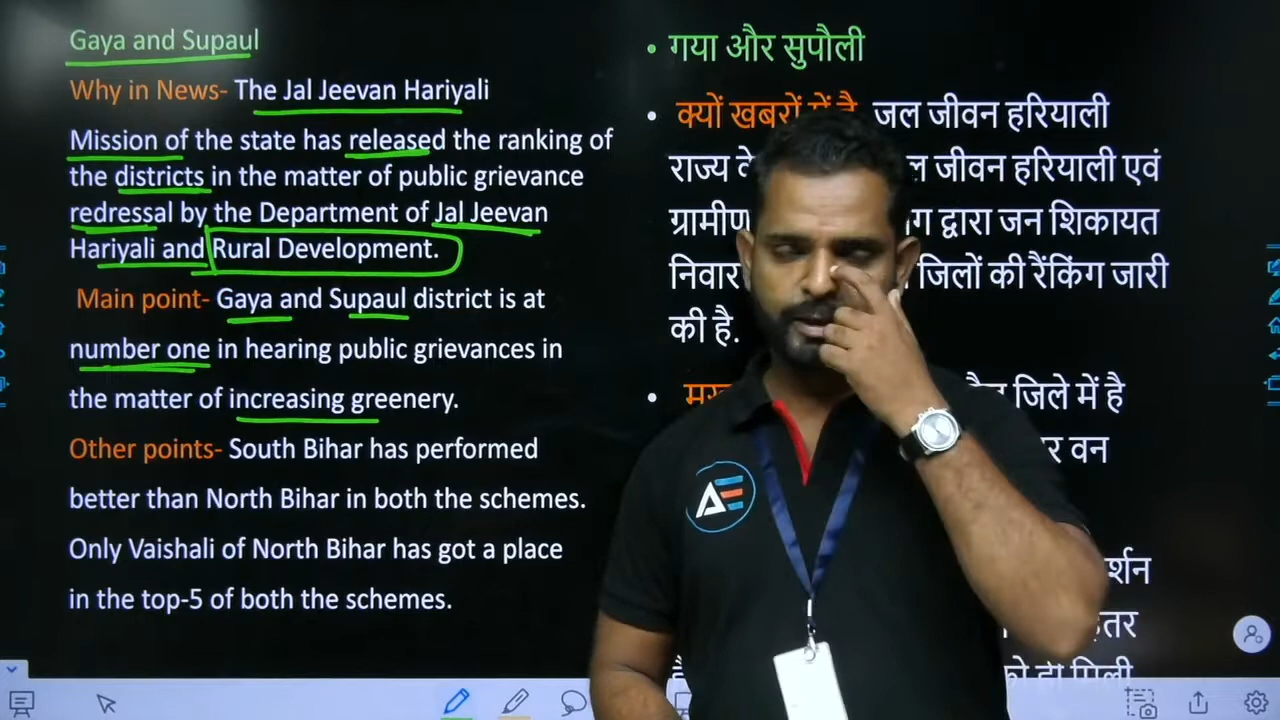 Gaya and Supaul
Why in News- The Jal Jeevan Hariyali
Mission of the state has released the ranking of
the districts in the matter of public grievance
redressal by the Department of Jal Jeevan
Hariyali and Rural Development.
Main point- Gaya and Supaul district is at
number one in hearing public grievances in
the matter of increasing greenery.
Other points- South Bihar has performed
better than North Bihar in both the schemes.
Only Vaishali of North Bihar has got a place
in the top-5 of both the schemes.
• गया और सुपौली
• क्यों खबरों में है जल जीवन हरियाली
राज्य जीवन हरियाली एवं
ग्रामीण द्वारा जन शिकायत
जिलों की रैंकिंग जारी
की है.
• जिले में है
वन
AE